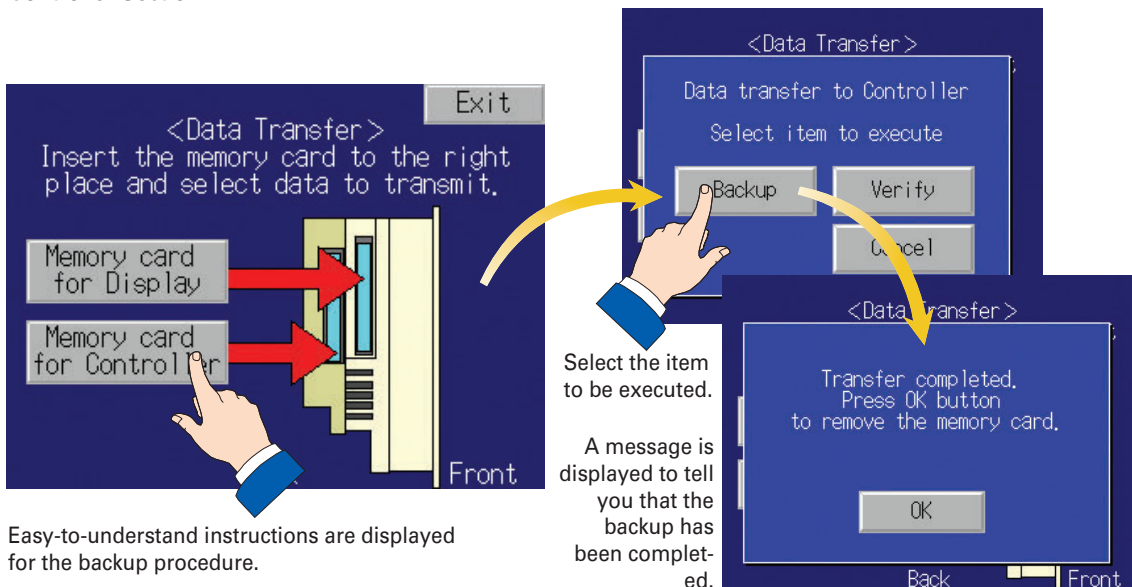 Exit
<Data Transfer>
Insert the memory card to the right
place and select data to transmit.
Memory card
for Display
Memory card
for Controller
Front
Easy-to-understand instructions are displayed
for the backup procedure.
<Data Transfer>
Data transfer to Controller
Select item to execute
Backup
Verify
Cancel
Select the item
to be executed.
A message is
displayed to tell
you that the
backup has
been complet-
ed.
<Data Transfer>
Transfer completed.
Press OK button
to remove the memory card.
OK
Back
Front